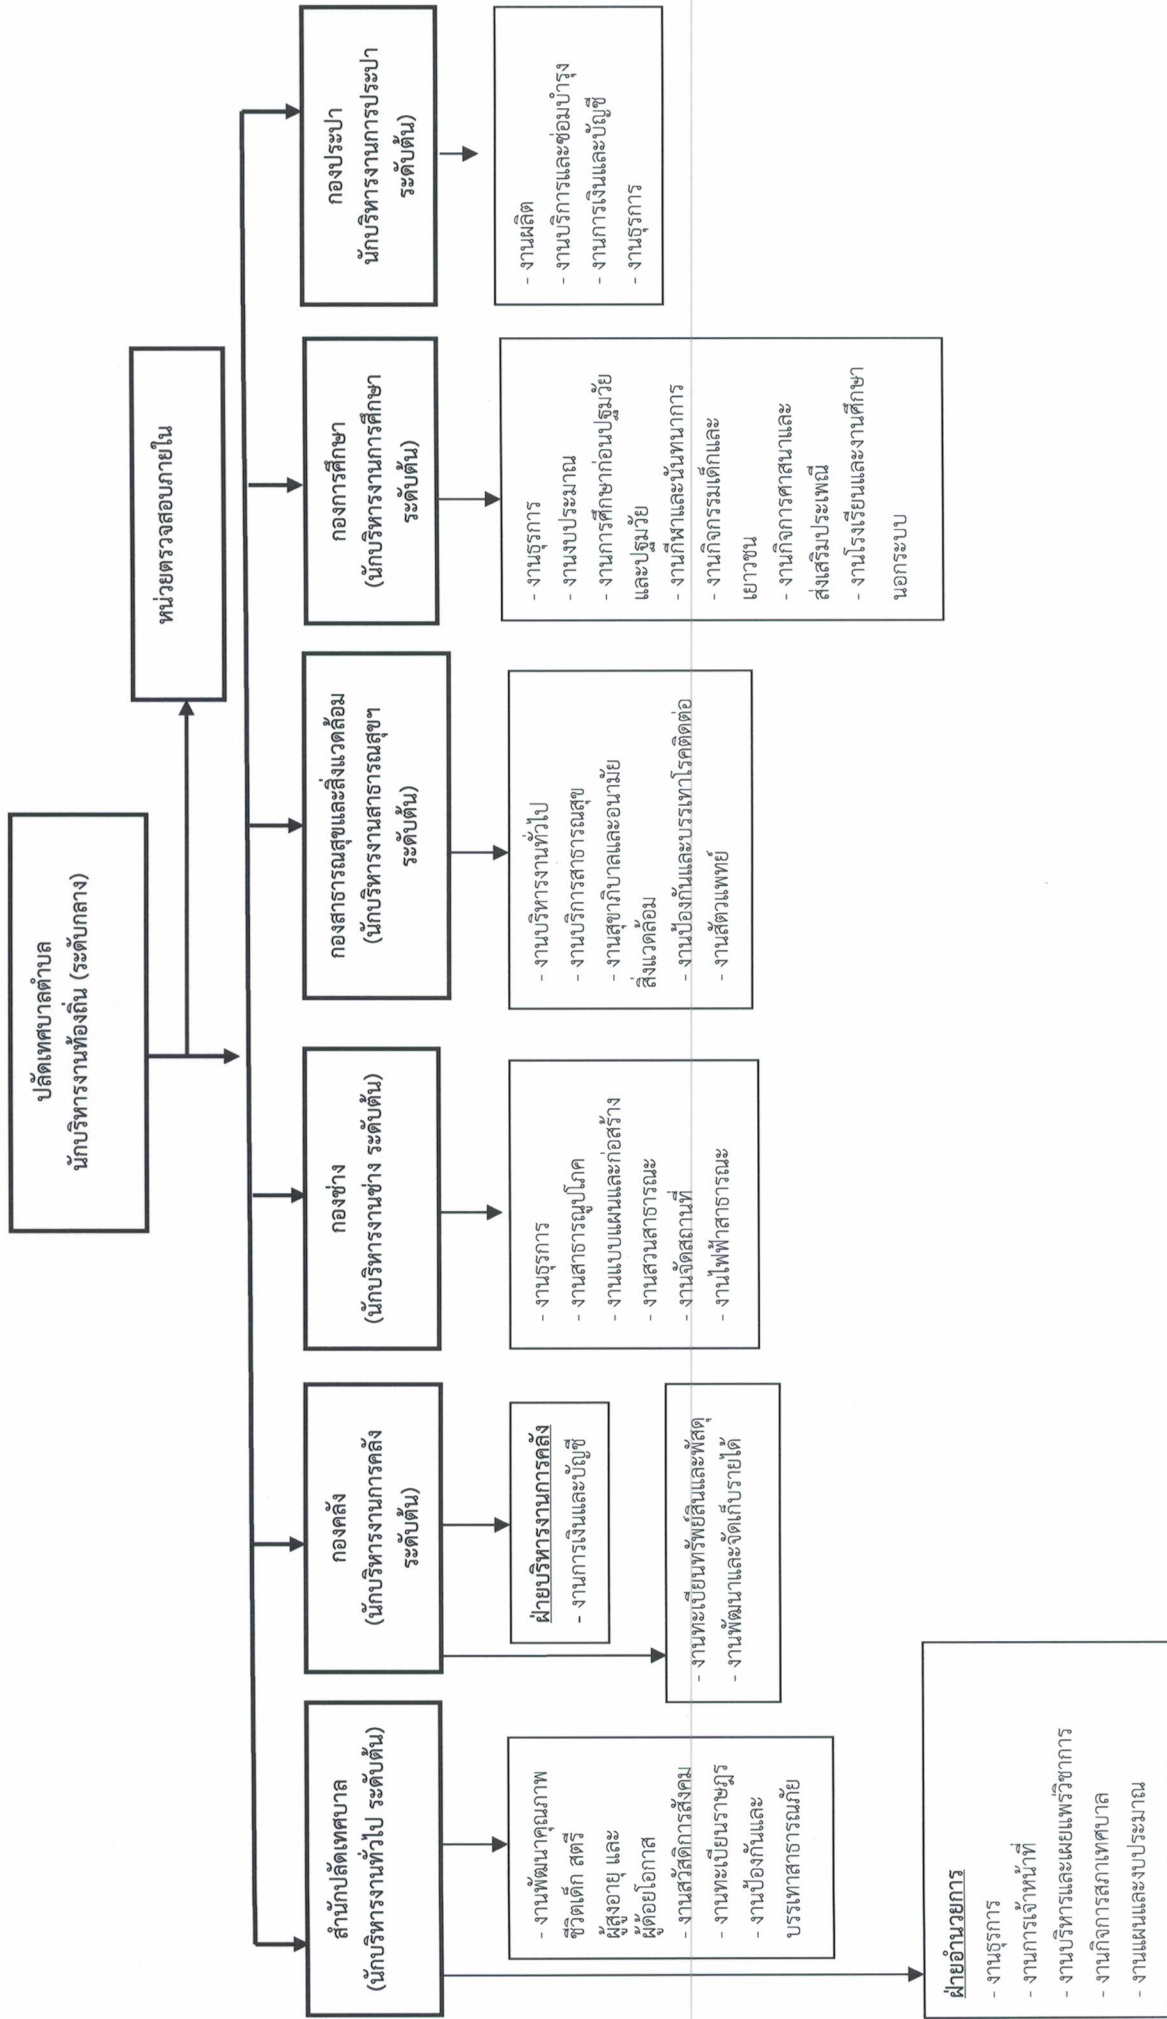 ปลัดเทศบาลตำบล
นักบริหารงานท้องถิ่น (ระดับกลาง)
หน่วยตรวจสอบภายใน
สำนักปลัดเทศบาล
(นักบริหารงานทั่วไป ระดับต้น)
- งานพัฒนาคุณภาพ
ชีวิตเด็ก สตรี
ผู้สูงอายุ และ
ผู้ด้อยโอกาส
- งานสวัสดิการสังคม
- งานทะเบียนราษฎร
- งานป้องกันและ
บรรเทาสาธารณภัย
ฝ่ายอำนวยการ
- งานธุรการ
- งานการเจ้าหน้าที่
- งานบริหารและเผยแพร่วิชาการ
- งานกิจการสภาเทศบาล
- งานแผนและงบประมาณ
กองคลัง
(นักบริหารงานการคลัง
ระดับต้น)
ฝ่ายบริหารงานการคลัง
- งานการเงินและบัญชี
- งานทะเบียนทรัพย์สินและพัสดุ
- งานพัฒนาและจัดเก็บรายได้
กองช่าง
(นักบริหารงานช่าง ระดับต้น)
- งานธุรการ
- งานสาธารณูปโภค
- งานแบบแผนและก่อสร้าง
- งานสวนสาธารณะ
- งานจัดสถานที่
- งานไฟฟ้าสาธารณะ
กองสาธารณสุขและสิ่งแวดล้อม
(นักบริหารงานสาธารณสุขฯ
ระดับต้น)
- งานบริหารงานทั่วไป
- งานบริการสาธารณสุข
- งานสุขาภิบาลและอนามัย
สิ่งแวดล้อม
- งานป้องกันและบรรเทาโรคติดต่อ
- งานสัตวแพทย์
กองการศึกษา
(นักบริหารงานการศึกษา
ระดับต้น)
- งานธุรการ
- งานงบประมาณ
- งานการศึกษาก่อนปฐมวัย
และปฐมวัย
- งานกีฬาและนันทนาการ
- งานกิจกรรมเด็กและ
เยาวชน
- งานกิจการศาสนาและ
ส่งเสริมประเพณี
- งานโรงเรียนและงานศึกษา
นอกระบบ
กองประปา
นักบริหารงานการประปา
ระดับต้น)
- งานผลิต
- งานบริการและซ่อมบำรุง
- งานการเงินและบัญชี
- งานธุรการ